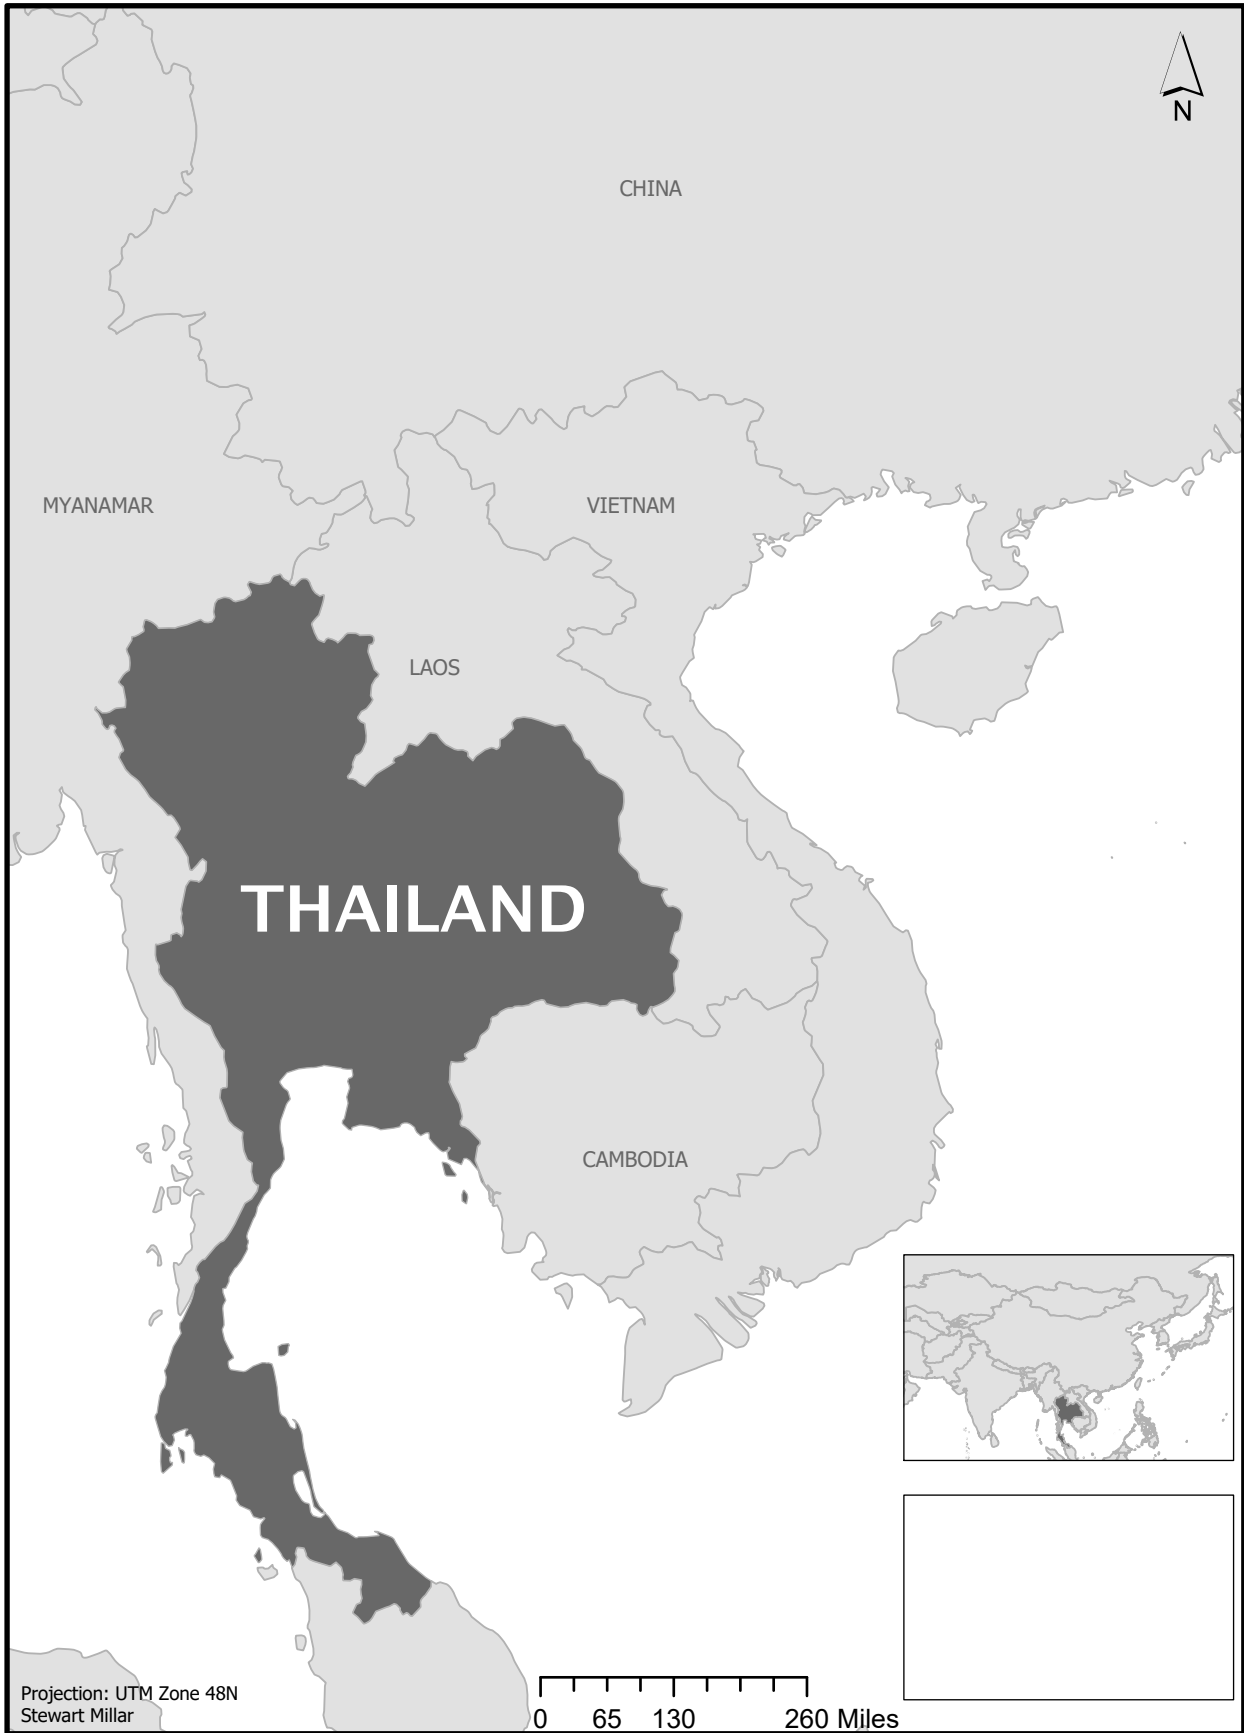 N
CHINA
MYANAMAR
VIETNAM
LAOS
THAILAND
CAMBODIA
Projection: UTM Zone 48N
Stewart Millar
0 65 130 260 Miles